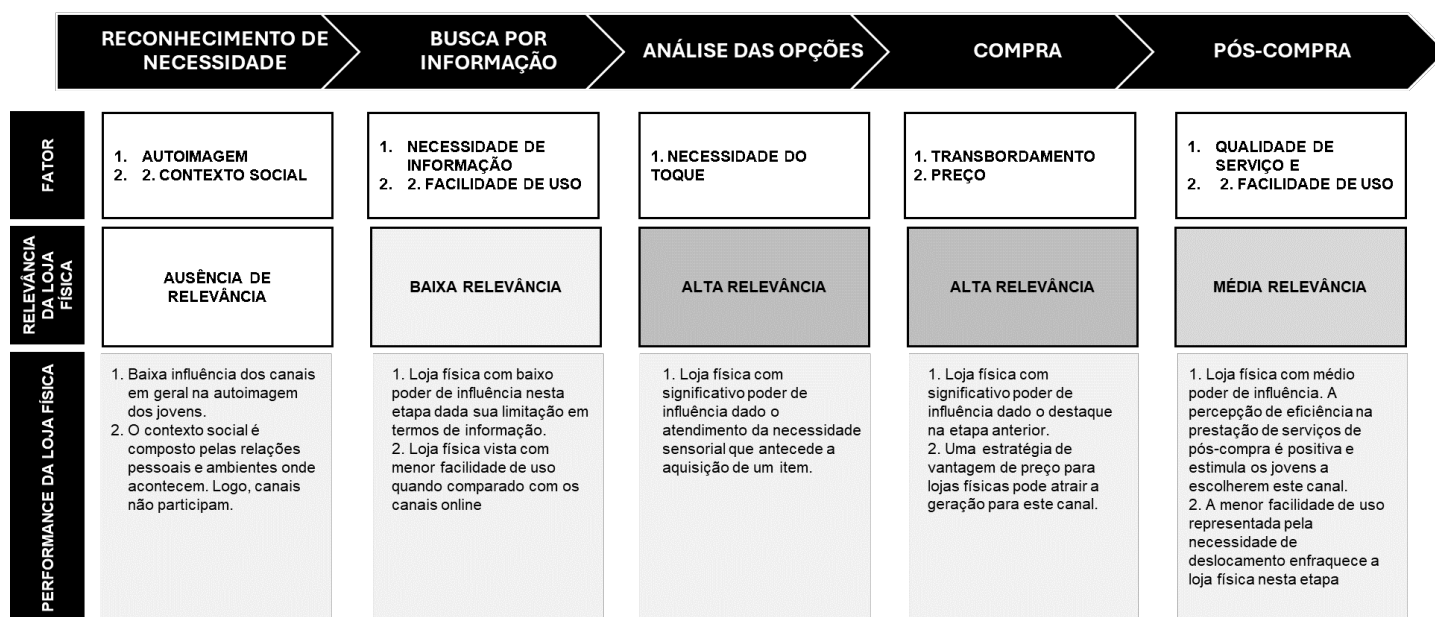 RECONHECIMENTO DE
NECESSIDADE
BUSCA POR
INFORMAÇÃO
ANÁLISE DAS OPÇÕES
COMPRA
PÓS-COMPRA
FATOR
1. AUTOIMAGEM
2. 2. CONTEXTO SOCIAL
1. NECESSIDADE DE
INFORMAÇÃO
2. 2. FACILIDADE DE USO
1. NECESSIDADE DO
TOQUE
1. TRANSBORDAMENTO
2. PREÇO
1. QUALIDADE DE
SERVIÇO E
2. 2. FACILIDADE DE USO
RELEVÂNCIA
DA LOJA
FÍSICA
AUSÊNCIA DE
RELEVÂNCIA
BAIXA RELEVÂNCIA
ALTA RELEVÂNCIA
ALTA RELEVÂNCIA
MÉDIA RELEVÂNCIA
PERFORMANCE DA LOJA FÍSICA
1. Baixa influência dos canais
em geral na autoimagem
dos jovens.
2. O contexto social é
composto pelas relações
pessoais e ambientes onde
acontecem. Logo, canais
não participam.
1. Loja física com baixo
poder de influência nesta
etapa dada sua limitação em
termos de informação.
2. Loja física vista com
menor facilidade de uso
quando comparado com os
canais online
1. Loja física com
significativo poder de
influência dado o
atendimento da necessidade
sensorial que antecede a
aquisição de um item.
1. Loja física com
significativo poder de
influência dado o destaque
na etapa anterior.
2. Uma estratégia de
vantagem de preço para
lojas físicas pode atrair a
geração para este canal.
1. Loja física com médio
poder de influência. A
percepção de eficiência na
prestação de serviços de
pós-compra é positiva e
estimula os jovens a
escolherem este canal.
2. A menor facilidade de uso
representada pela
necessidade de
deslocamento enfraquece a
loja física nesta etapa